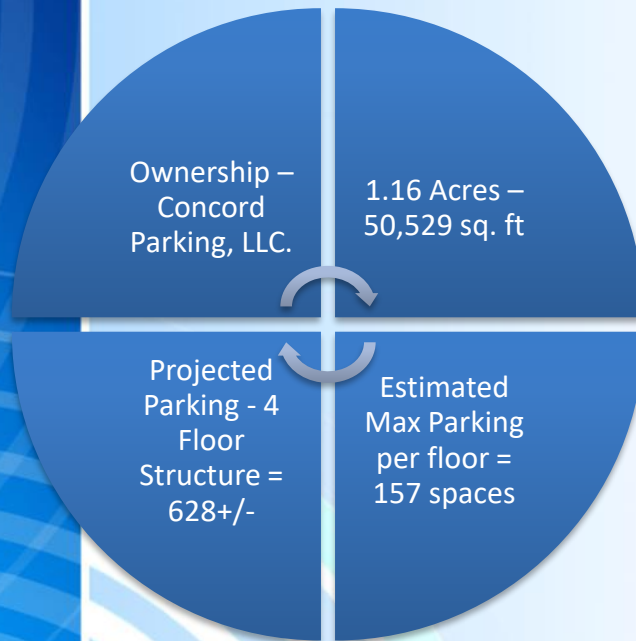 Ownership –
Concord
Parking, LLC.
1.16 Acres –
50,529 sq. ft
Projected
Parking - 4
Floor
Structure =
628+/-
Estimated
Max Parking
per floor =
157 spaces